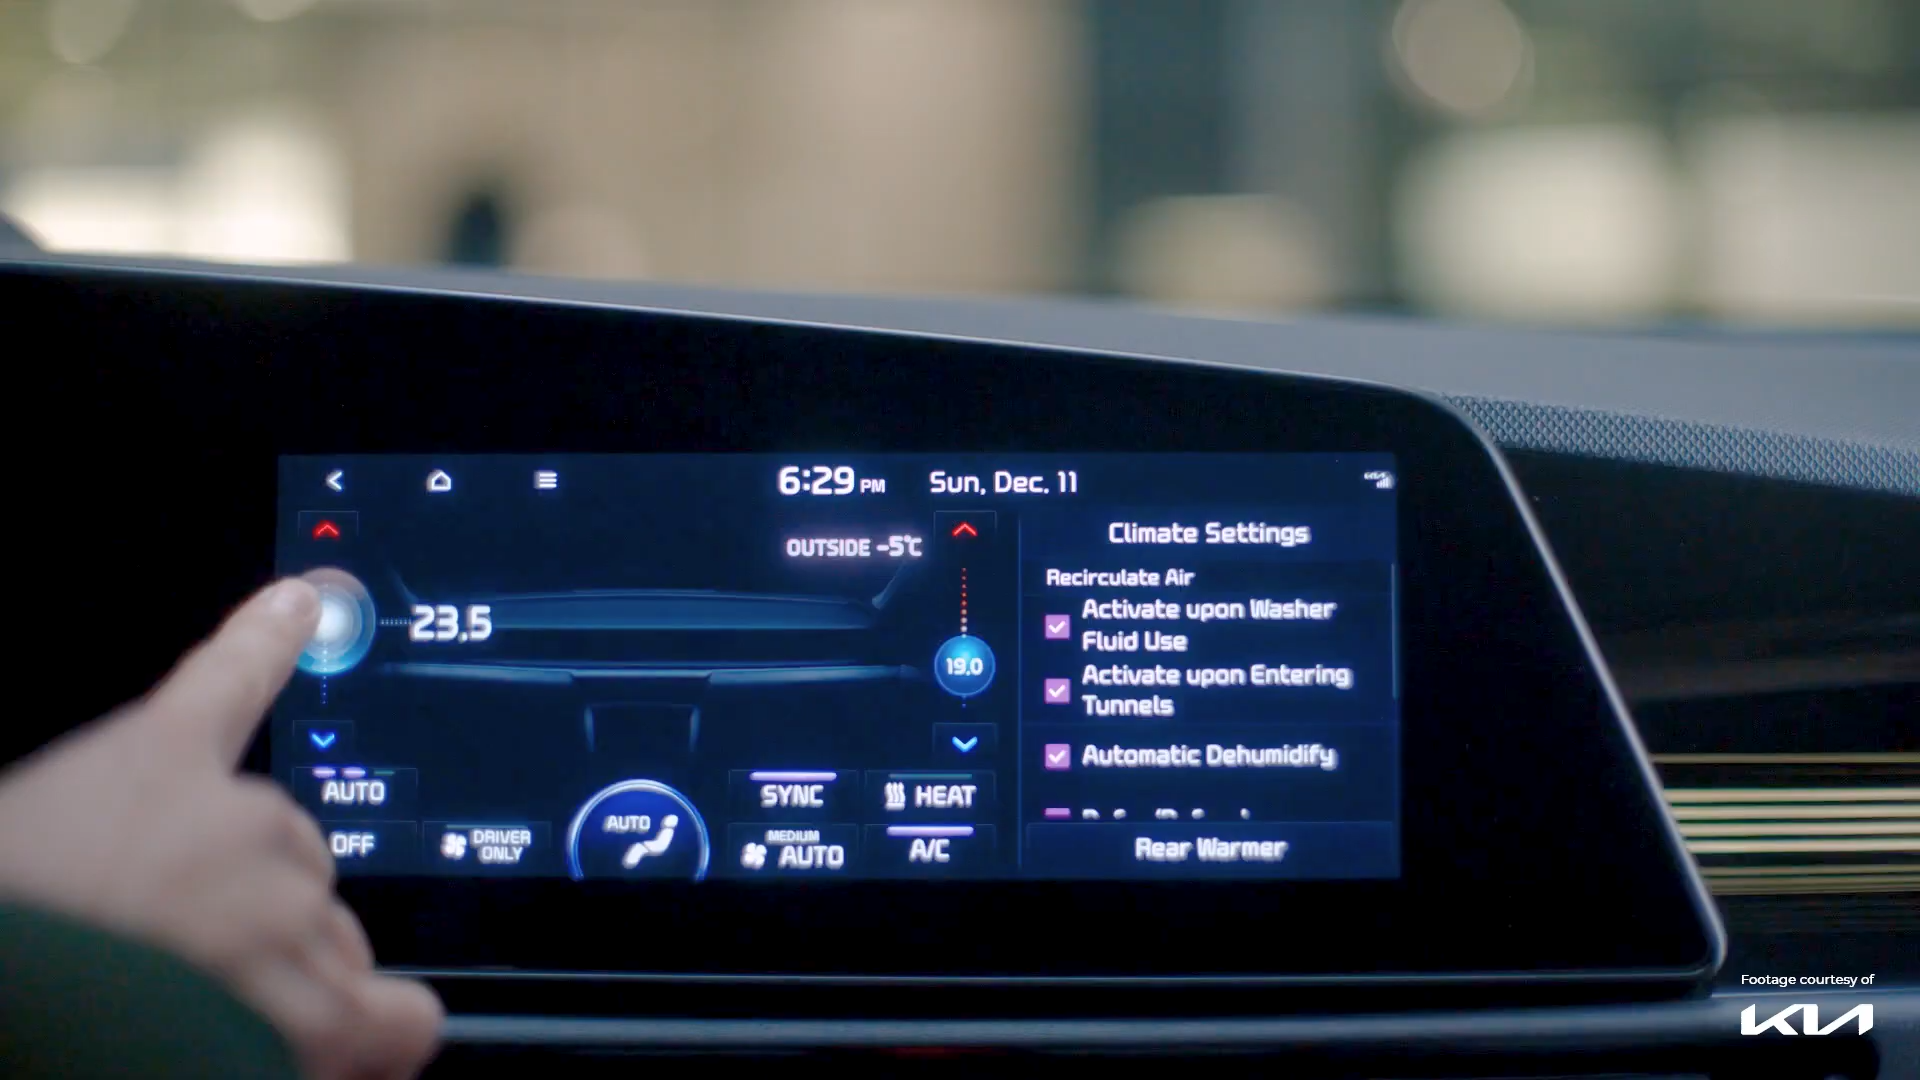 6:29 PM Sun, Dec. 11
OUTSIDE -5℃
23.5
19.0
AUTO
OFF
DRIVER
ONLY
AUTO
SYNC
HEAT
MEDIUM
AUTO
A/C
Climate Settings
Recirculate Air
Activate upon Washer
Fluid Use
Activate upon Entering
Tunnels
Automatic Dehumidify
Rear Warmer
Footage courtesy of
KIA